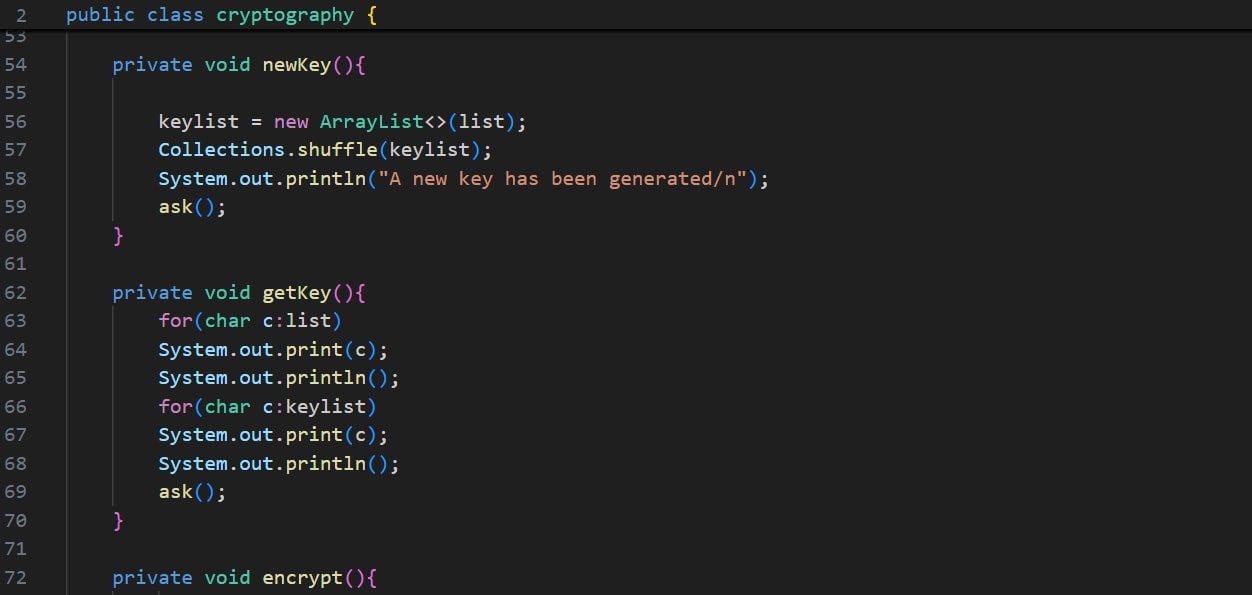 2 public class cryptography {
53
54 private void newKey(){
55
56 keylist = new ArrayList<>(list);
57 Collections.shuffle(keylist);
58 System.out.println("A new key has been generated/n");
59 ask();
60 }
61
62 private void getKey(){
63 for(char c:list)
64 System.out.print(c);
65 System.out.println();
66 for(char c:keylist)
67 System.out.print(c);
68 System.out.println();
69 ask();
70 }
71
72 private void encrypt(){